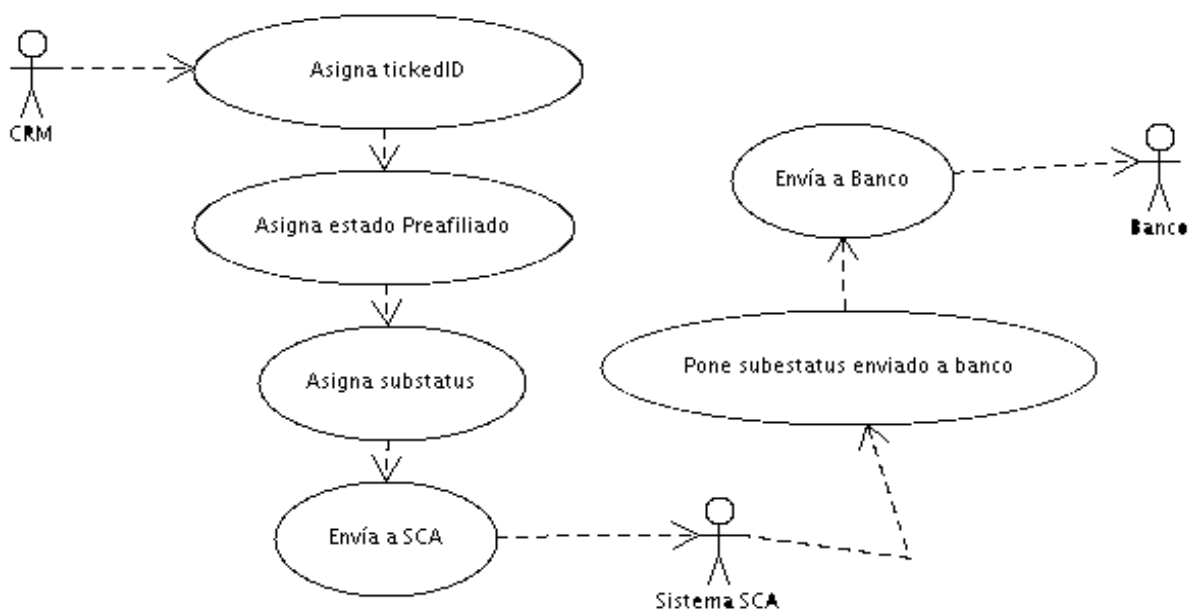 CRM
Asigna tickedID
Asigna estado Preafiliado
Asigna substatus
Envía a SCA
Sistema SCA
Pone subestatus enviado a banco
Envía a Banco
Banco